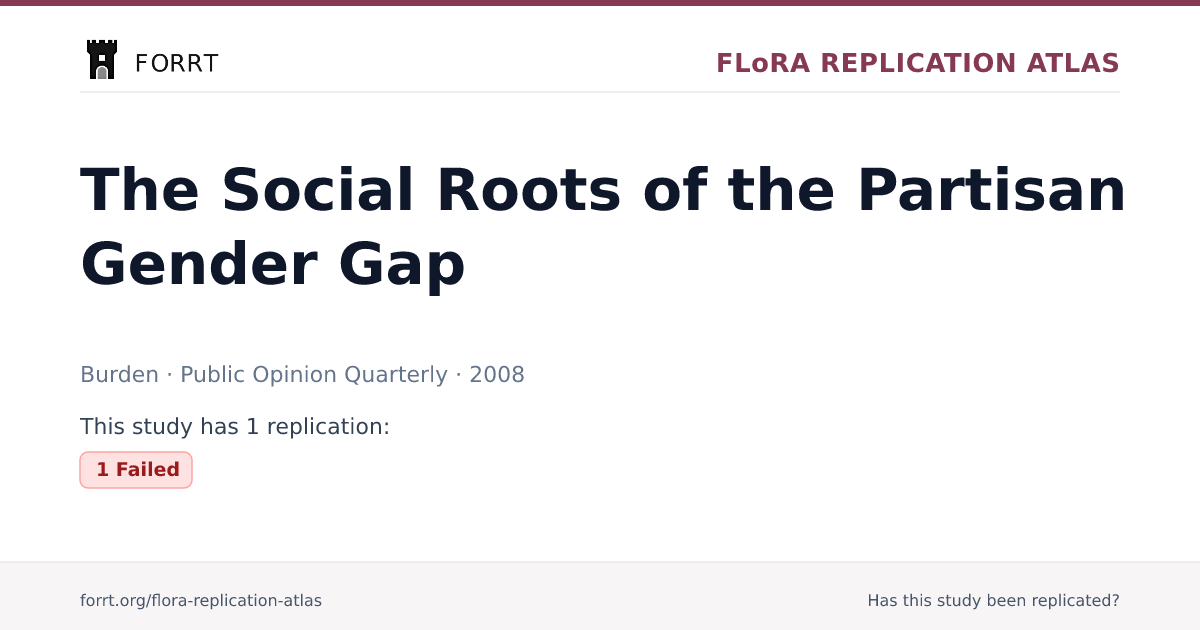 FORRT
FLoRA REPLICATION ATLAS
The Social Roots of the Partisan
Gender Gap
Burden · Public Opinion Quarterly · 2008
This study has 1 replication:
1 Failed
forrt.org/flora-replication-atlas
Has this study been replicated?